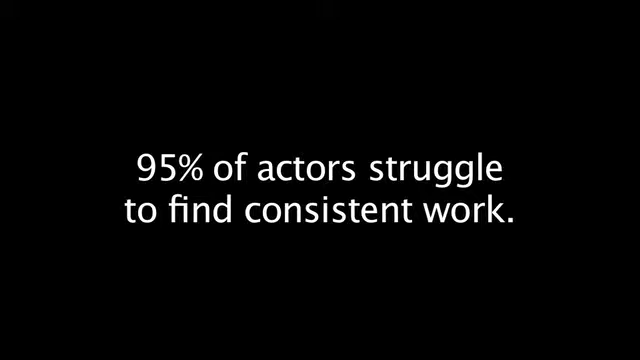 95% of actors struggle
to find consistent work.